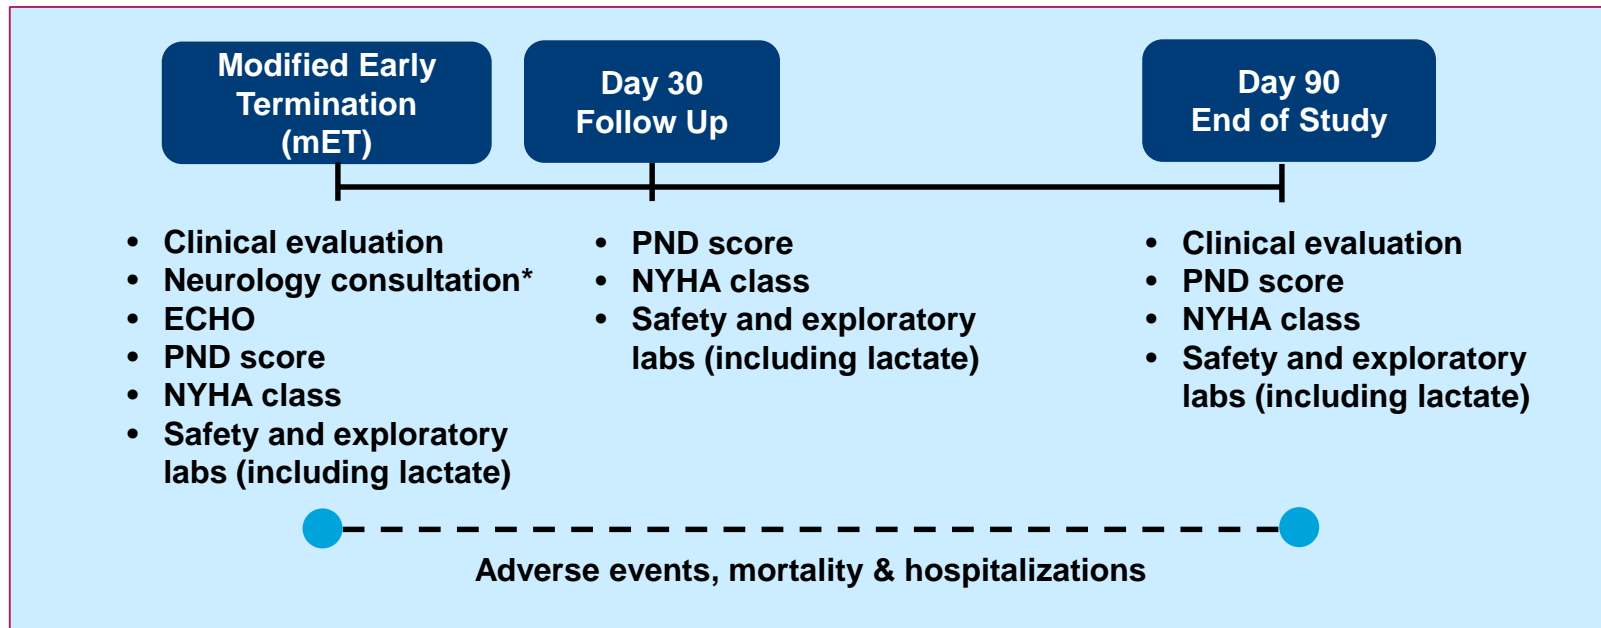 Modified Early
Termination
(mET)
Day 30
Follow Up
Day 90
End of Study
• Clinical evaluation
• Neurology consultation*
• ECHO
• PND score
• NYHA class
• Safety and exploratory
labs (including lactate)
• PND score
• NYHA class
• Safety and exploratory
labs (including lactate)
• Clinical evaluation
• PND score
• NYHA class
• Safety and exploratory
labs (including lactate)
Adverse events, mortality & hospitalizations